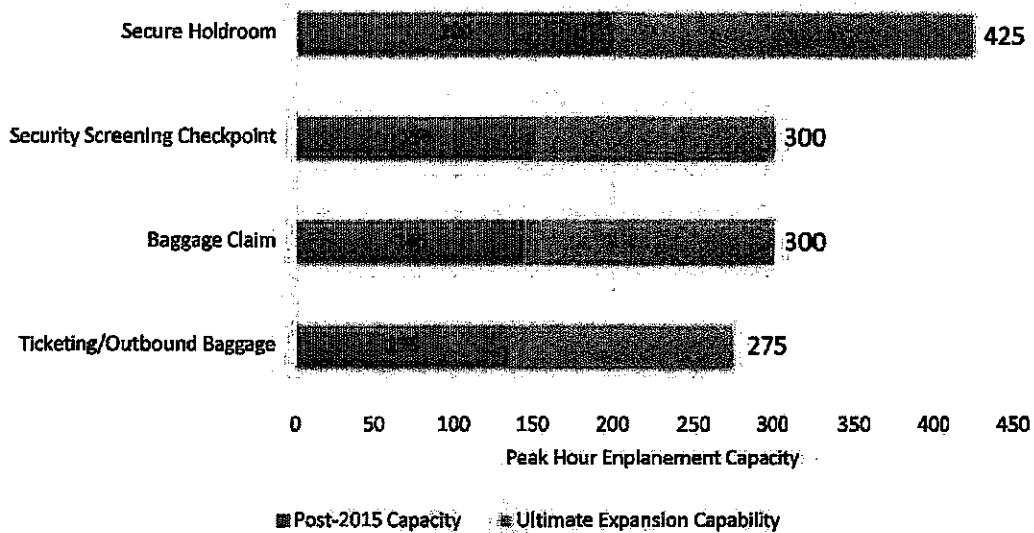 Secure Holdroom
200
425
Security Screening Checkpoint
300
Baggage Claim
300
Ticketing/Outbound Baggage
275
0 50 100 150 200 250 300 350 400 450
Peak Hour Enplanement Capacity
Post-2015 Capacity Ultimate Expansion Capability